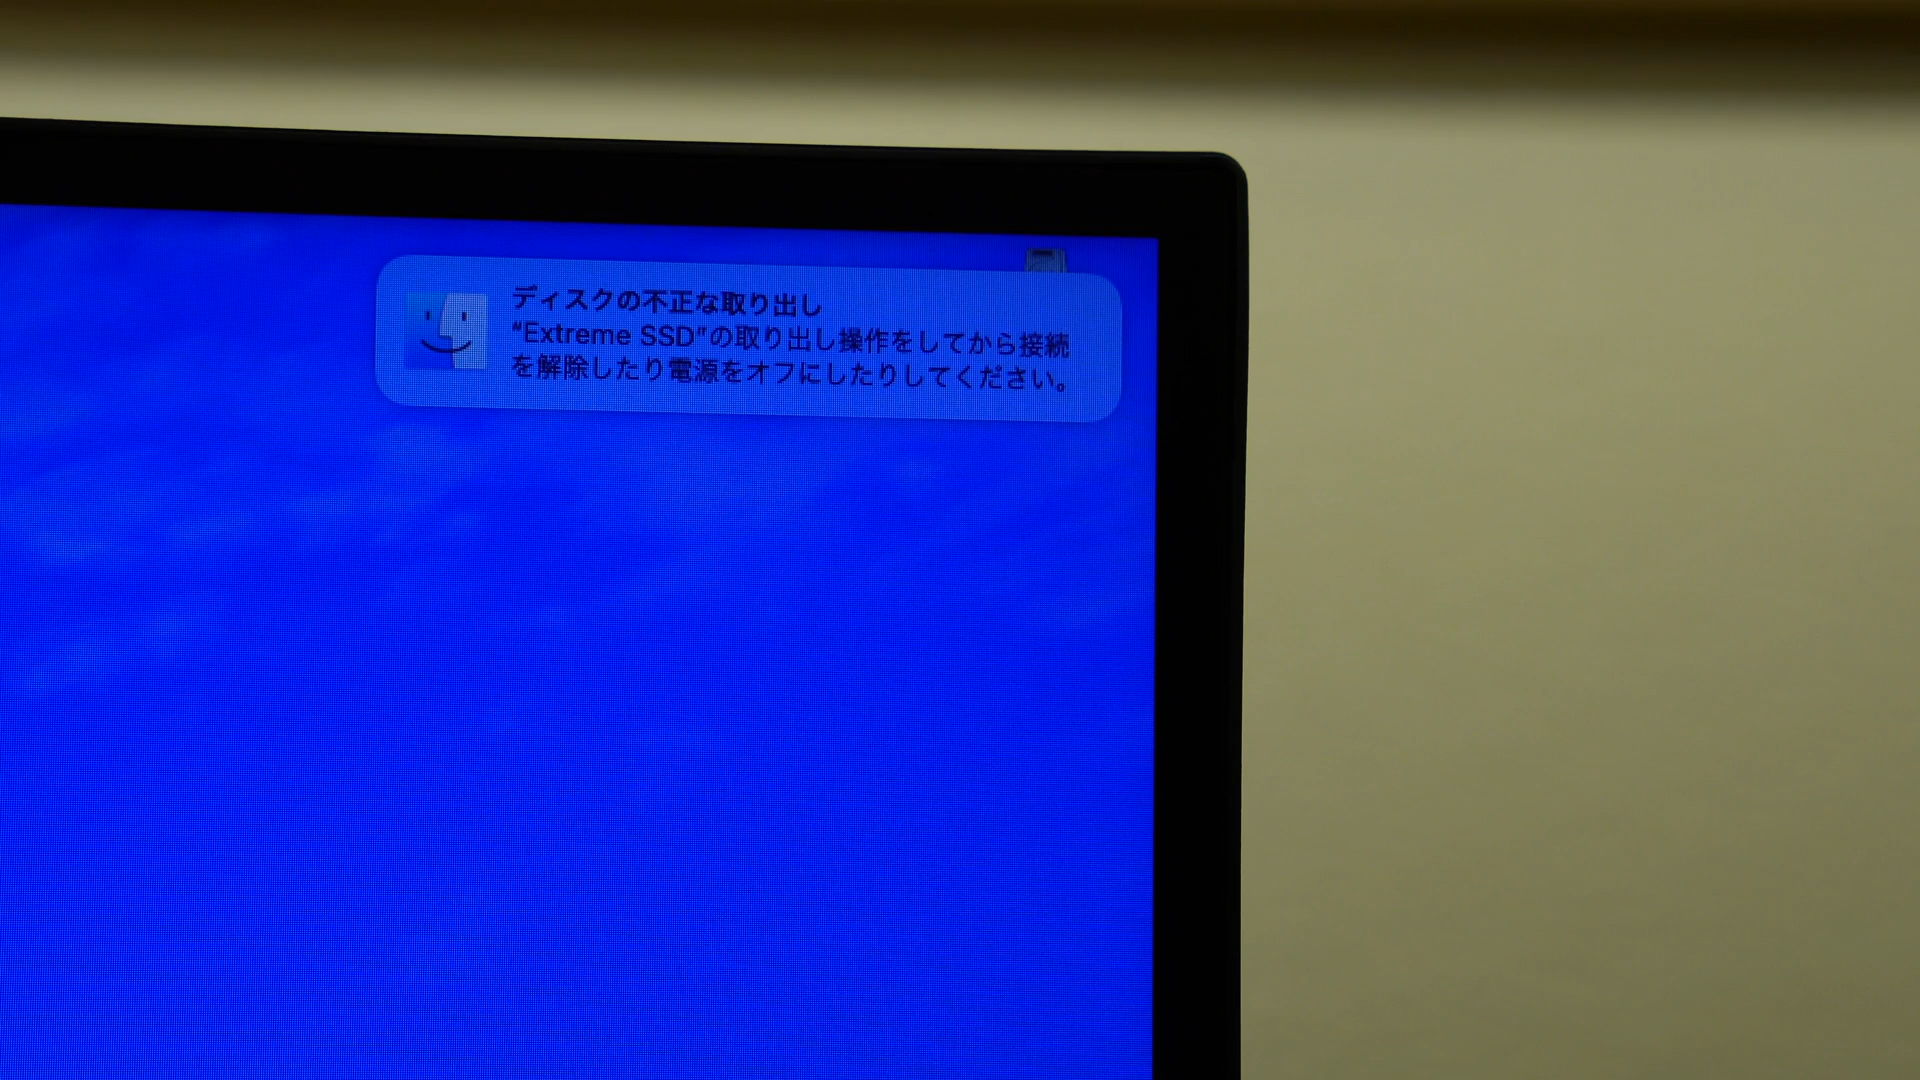 ディスクの不正な取り出し
“Extreme SSD”の取り出し操作をしてから接続
を解除したり電源をオフにしたりしてください。